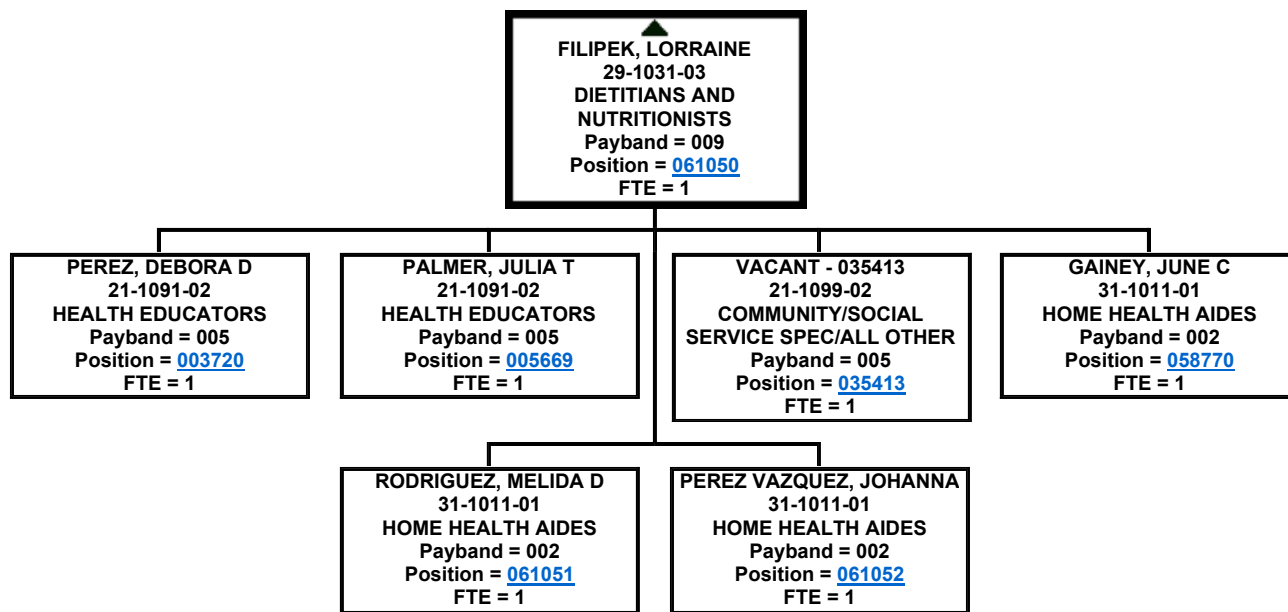 FILIPEK, LORRAINE
29-1031-03
DIETITIANS AND
NUTRITIONISTS
Payband = 009
Position = 061050
FTE = 1
PEREZ, DEBORA D
21-1091-02
HEALTH EDUCATORS
Payband = 005
Position = 003720
FTE = 1
PALMER, JULIA T
21-1091-02
HEALTH EDUCATORS
Payband = 005
Position = 005669
FTE = 1
VACANT - 035413
21-1099-02
COMMUNITY/SOCIAL
SERVICE SPEC/ALL OTHER
Payband = 005
Position = 035413
FTE = 1
GAINEY, JUNE C
31-1011-01
HOME HEALTH AIDES
Payband = 002
Position = 058770
FTE = 1
RODRIGUEZ, MELIDA D
31-1011-01
HOME HEALTH AIDES
Payband = 002
Position = 061051
FTE = 1
PEREZ VAZQUEZ, JOHANNA
31-1011-01
HOME HEALTH AIDES
Payband = 002
Position = 061052
FTE = 1